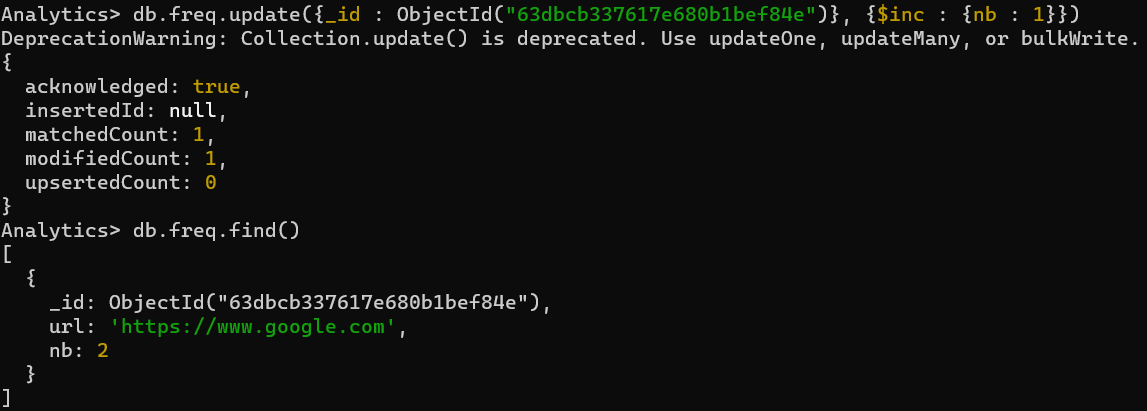 Analytics> db.freq.update({_id : ObjectId("63dbcb337617e680b1bef84e")}, {$inc : {nb : 1}})
DeprecationWarning: Collection.update() is deprecated. Use updateOne, updateMany, or bulkWrite.
{
  acknowledged: true,
  insertedId: null,
  matchedCount: 1,
  modifiedCount: 1,
  upsertedCount: 0
}
Analytics> db.freq.find()
[
  {
    _id: ObjectId("63dbcb337617e680b1bef84e"),
    url: 'https://www.google.com',
    nb: 2
  }
]